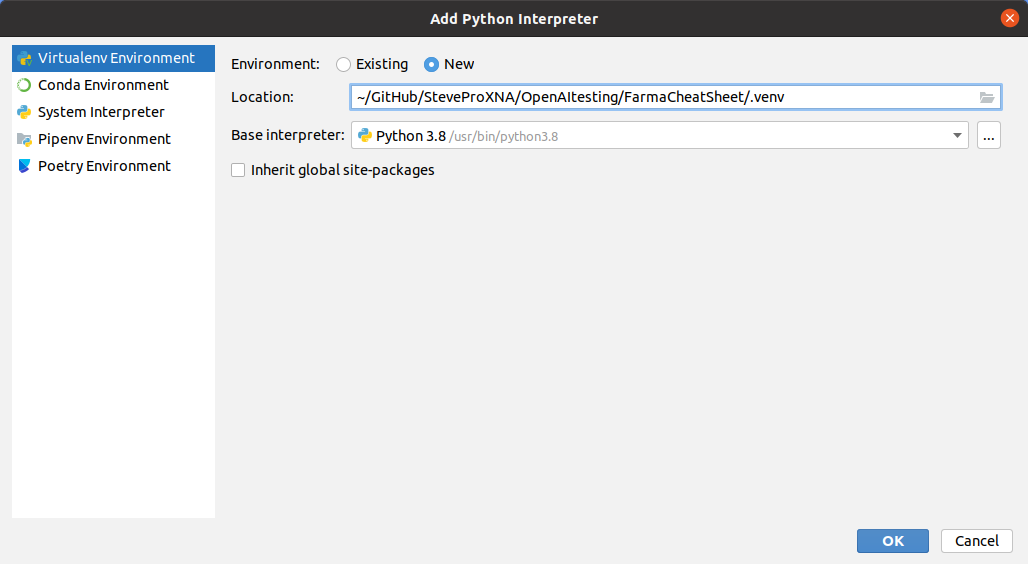 Add Python Interpreter
Virtualenv Environment
Conda Environment
System Interpreter
Pipenv Environment
Poetry Environment
Environment: Existing New
Location: ~/GitHub/SteveProXNA/OpenAItesting/FarmaCheatSheet/.venv
Base interpreter: Python 3.8 /usr/bin/python3.8 ...
Inherit global site-packages
OK Cancel